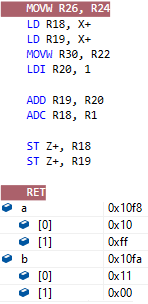 MOVW R26, R24
LD R18, X+
LD R19, X+
MOVW R30, R22
LDI R20, 1
ADD R19, R20
ADC R18, R1
ST Z+, R18
ST Z+, R19
RET
a 0x10f8
[0] 0x10
[1] 0xff
b 0x10fa
[0] 0x11
[1] 0x00